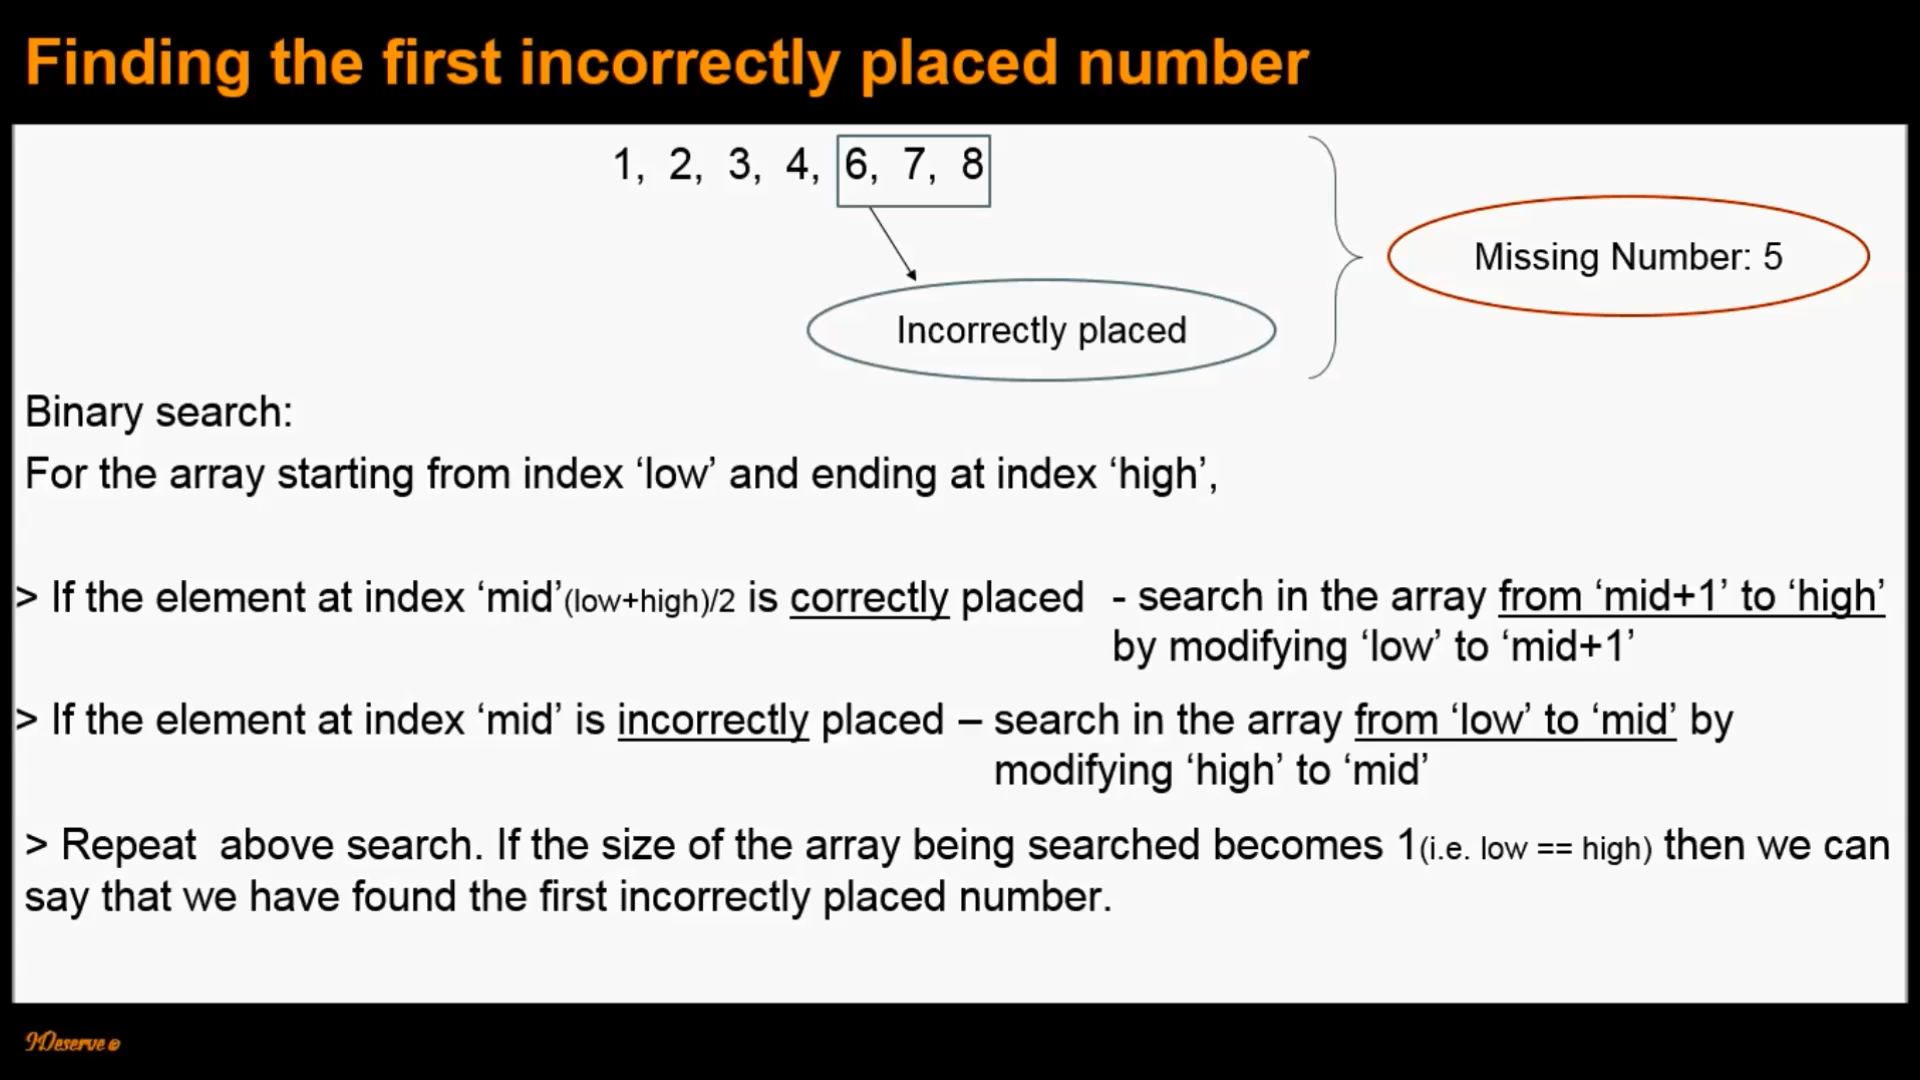 Finding the first incorrectly placed number
1, 2, 3, 4, 6, 7, 8
Missing Number: 5
Incorrectly placed
Binary search:
For the array starting from index ‘low’ and ending at index ‘high’,
> If the element at index ‘mid’(low+high)/2 is correctly placed - search in the array from ‘mid+1’ to ‘high’
by modifying ‘low’ to ‘mid+1’
> If the element at index ‘mid’ is incorrectly placed – search in the array from ‘low’ to ‘mid’ by
modifying ‘high’ to ‘mid’
> Repeat above search. If the size of the array being searched becomes 1(i.e. low == high) then we can
say that we have found the first incorrectly placed number.
IDeserve